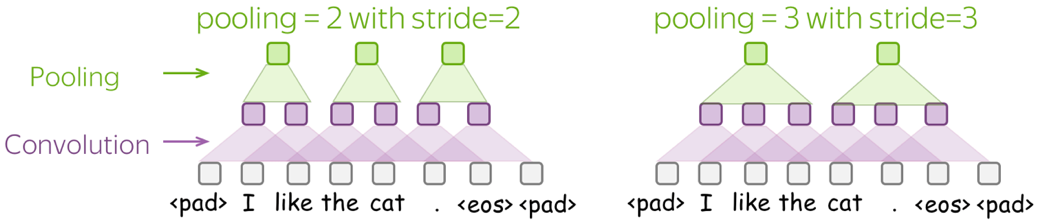 pooling = 2 with stride=2
pooling = 3 with stride=3
Pooling
Convolution
<pad> I like the cat . <eos> <pad>
<pad> I like the cat . <eos> <pad>